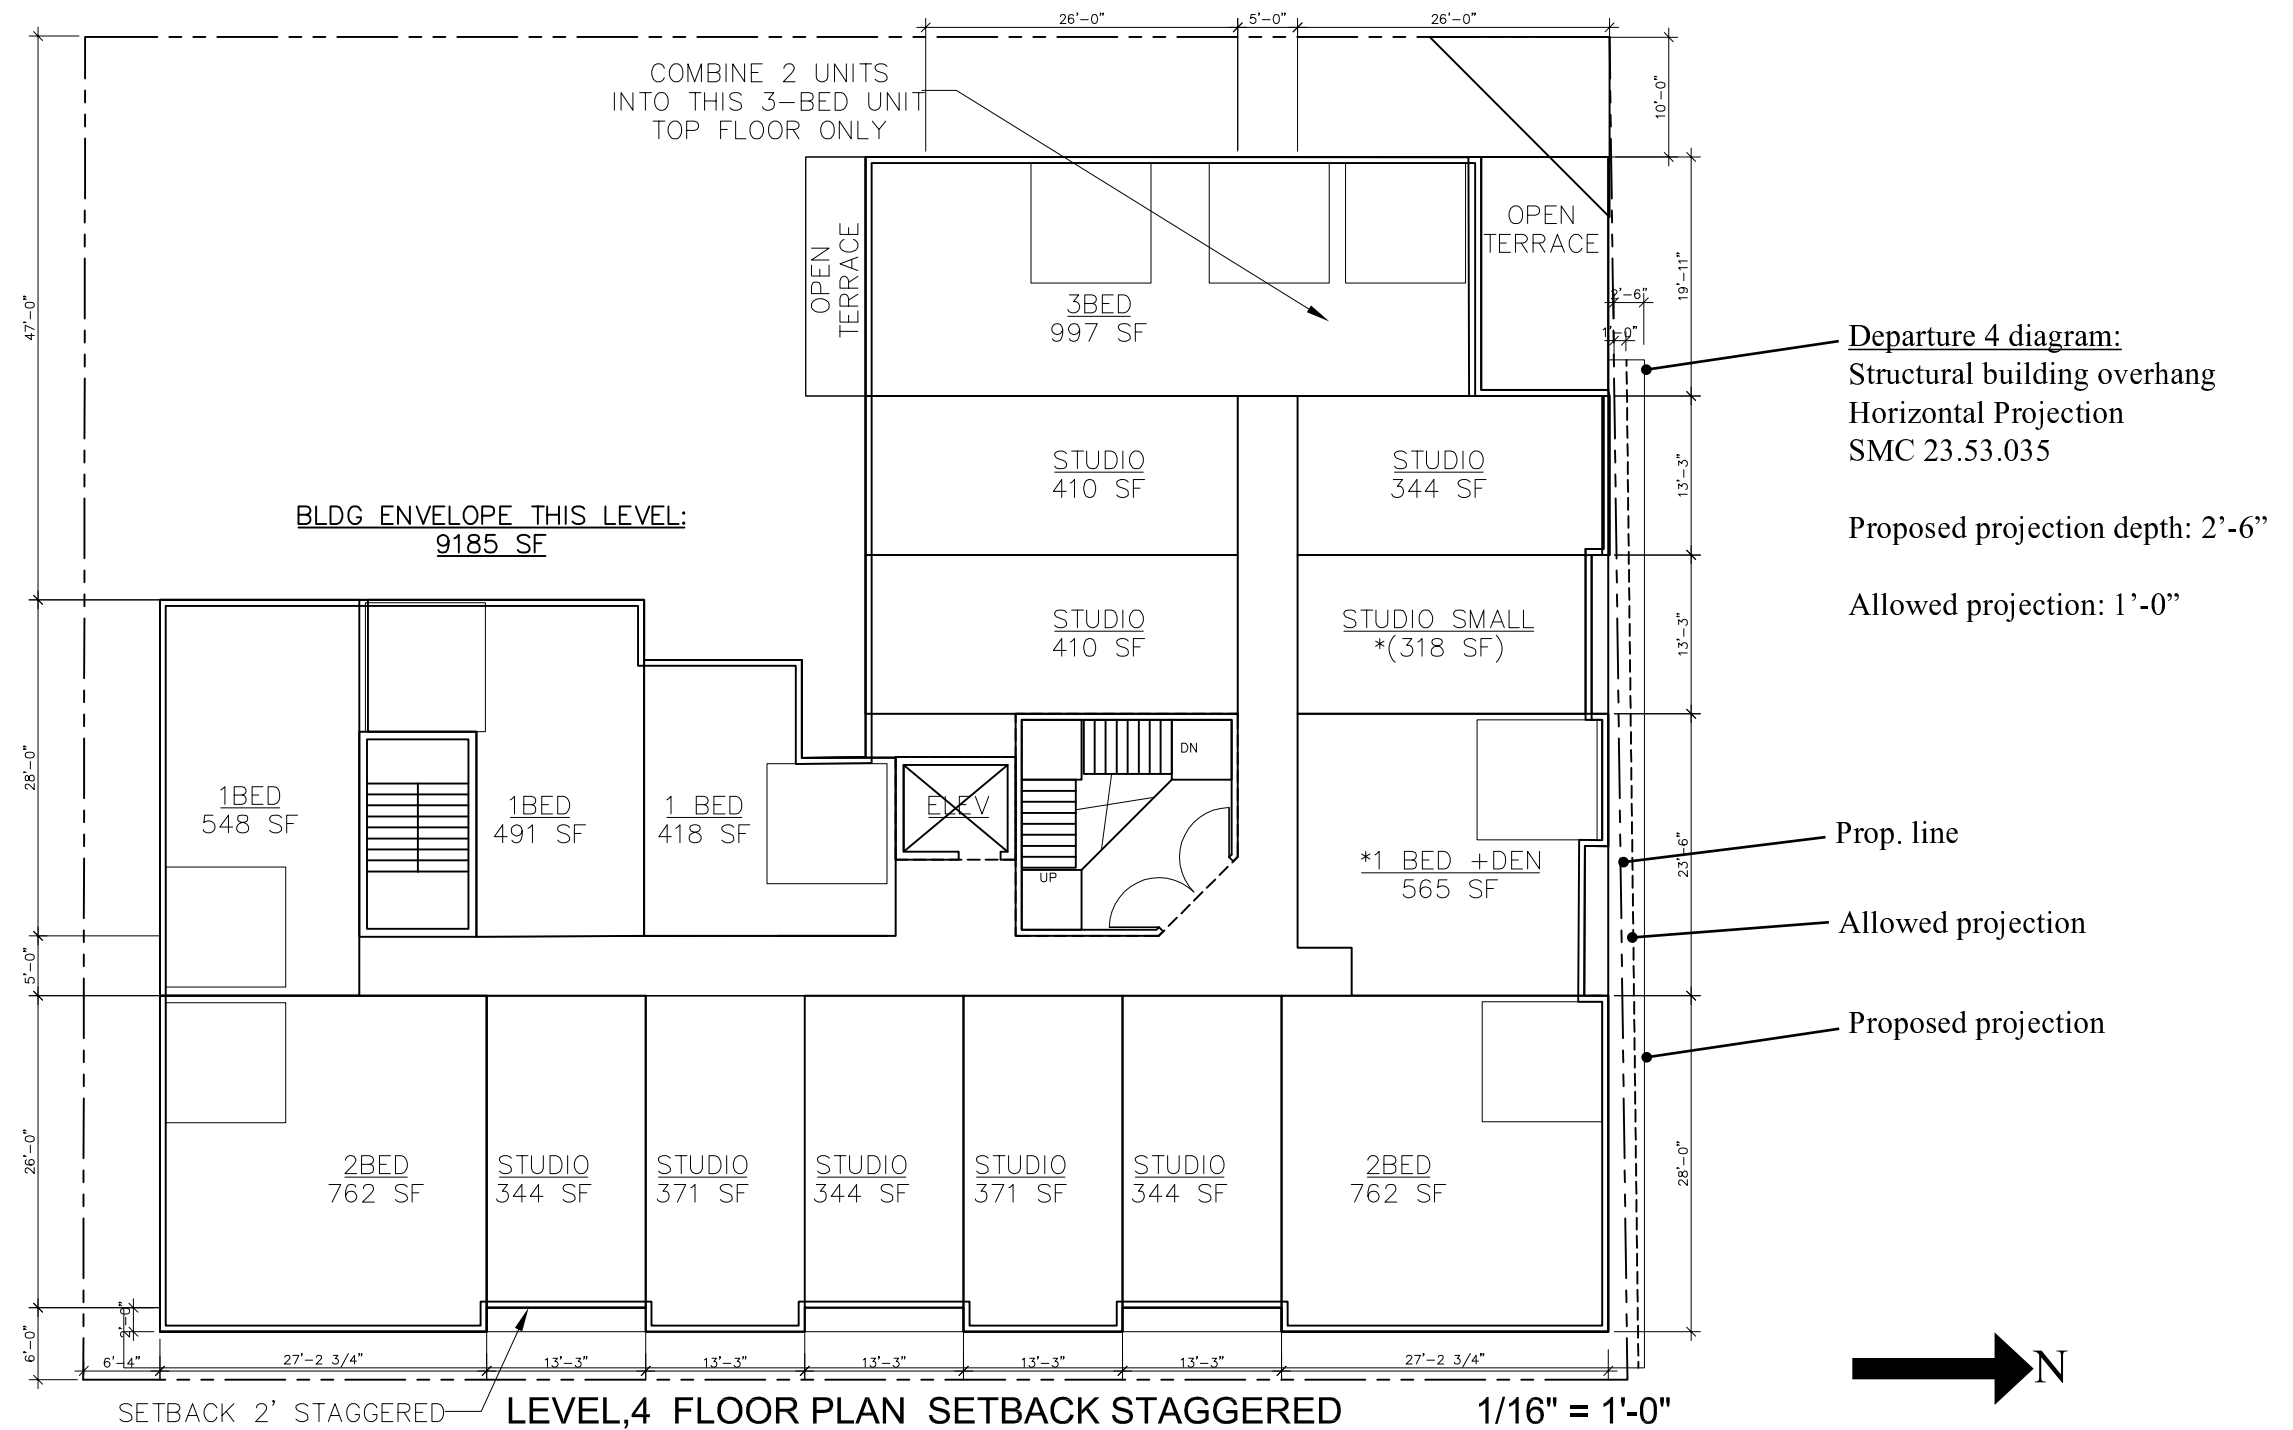 26'-0"
5'-0"
26'-0"
COMBINE 2 UNITS
INTO THIS 3-BED UNIT
TOP FLOOR ONLY
10'-0"
OPEN
TERRACE
OPEN
TERRACE
3BED
997 SF
47'-0"
19'-11"
2'-6"
1'-0"
Departure 4 diagram:
Structural building overhang
Horizontal Projection
SMC 23.53.035
Proposed projection depth: 2’-6”
Allowed projection: 1’-0”
STUDIO
410 SF
STUDIO
344 SF
13'-3"
BLDG ENVELOPE THIS LEVEL:
9185 SF
STUDIO
410 SF
STUDIO SMALL
*(318 SF)
13'-3"
28'-0"
1BED
548 SF
1BED
491 SF
1 BED
418 SF
ELEV
DN
UP
*1 BED +DEN
565 SF
23'-6"
Prop. line
Allowed projection
Proposed projection
5'-0"
26'-0"
2BED
762 SF
STUDIO
344 SF
STUDIO
371 SF
STUDIO
344 SF
STUDIO
371 SF
STUDIO
344 SF
2BED
762 SF
28'-0"
2'-0"
6'-0"
6'-4"
27'-2 3/4"
13'-3"
13'-3"
13'-3"
13'-3"
13'-3"
27'-2 3/4"
N
SETBACK 2' STAGGERED
LEVEL,4 FLOOR PLAN SETBACK STAGGERED
1/16" = 1'-0"